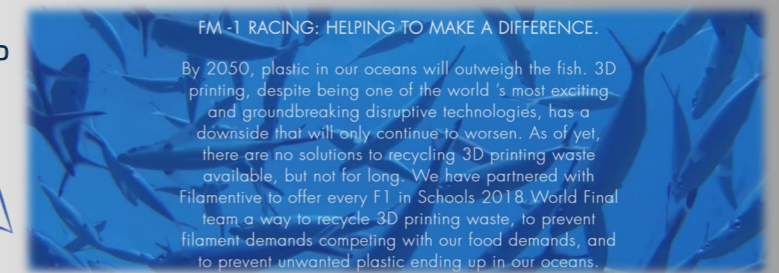 FM -1 RACING: HELPING TO MAKE A DIFFERENCE.
By 2050, plastic in our oceans will outweigh the fish. 3D
printing, despite being one of the world 's most exciting
and groundbreaking disruptive technologies, has a
downside that will only continue to worsen. As of yet,
there are no solutions to recycling 3D printing waste
available, but not for long. We have partnered with
Filamentive to offer every F1 in Schools 2018 World Final
team a way to recycle 3D printing waste, to prevent
filament demands competing with our food demands, and
to prevent unwanted plastic ending up in our oceans.